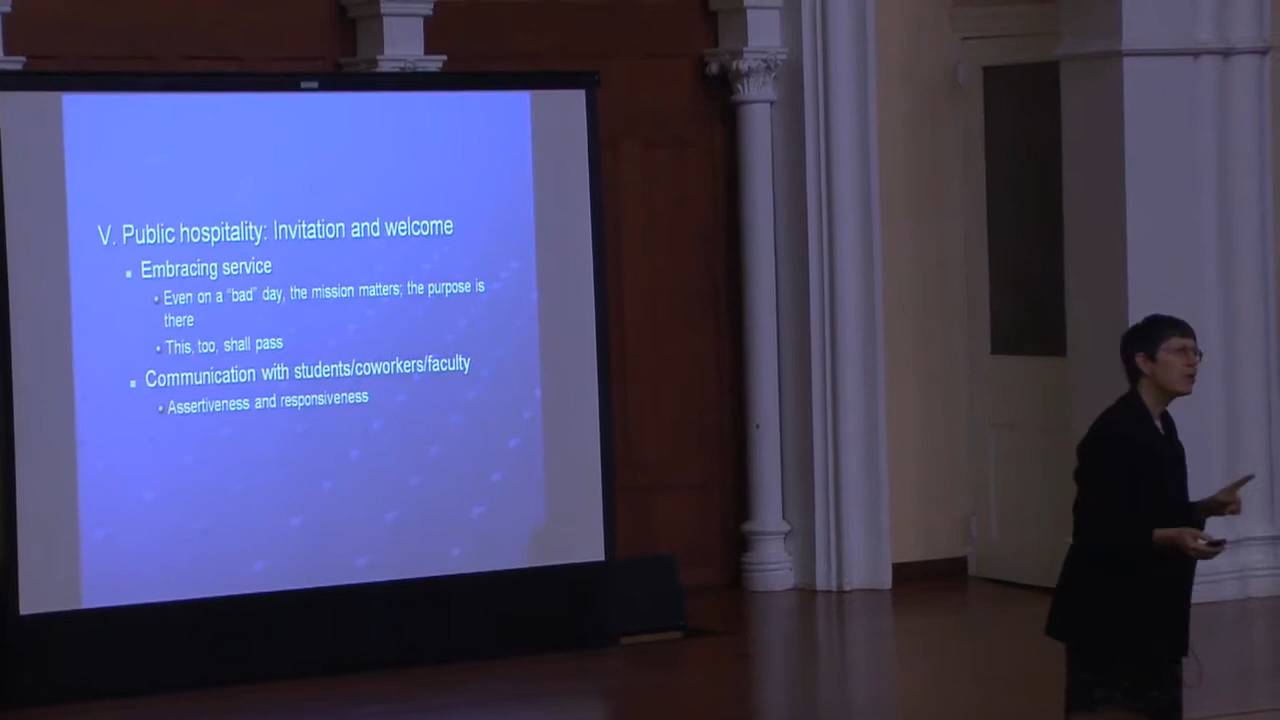 V. Public hospitality: Invitation and welcome
▪ Embracing service
• Even on a "bad" day, the mission matters; the purpose is
there
• This, too, shall pass
▪ Communication with students/coworkers/faculty
• Assertiveness and responsiveness